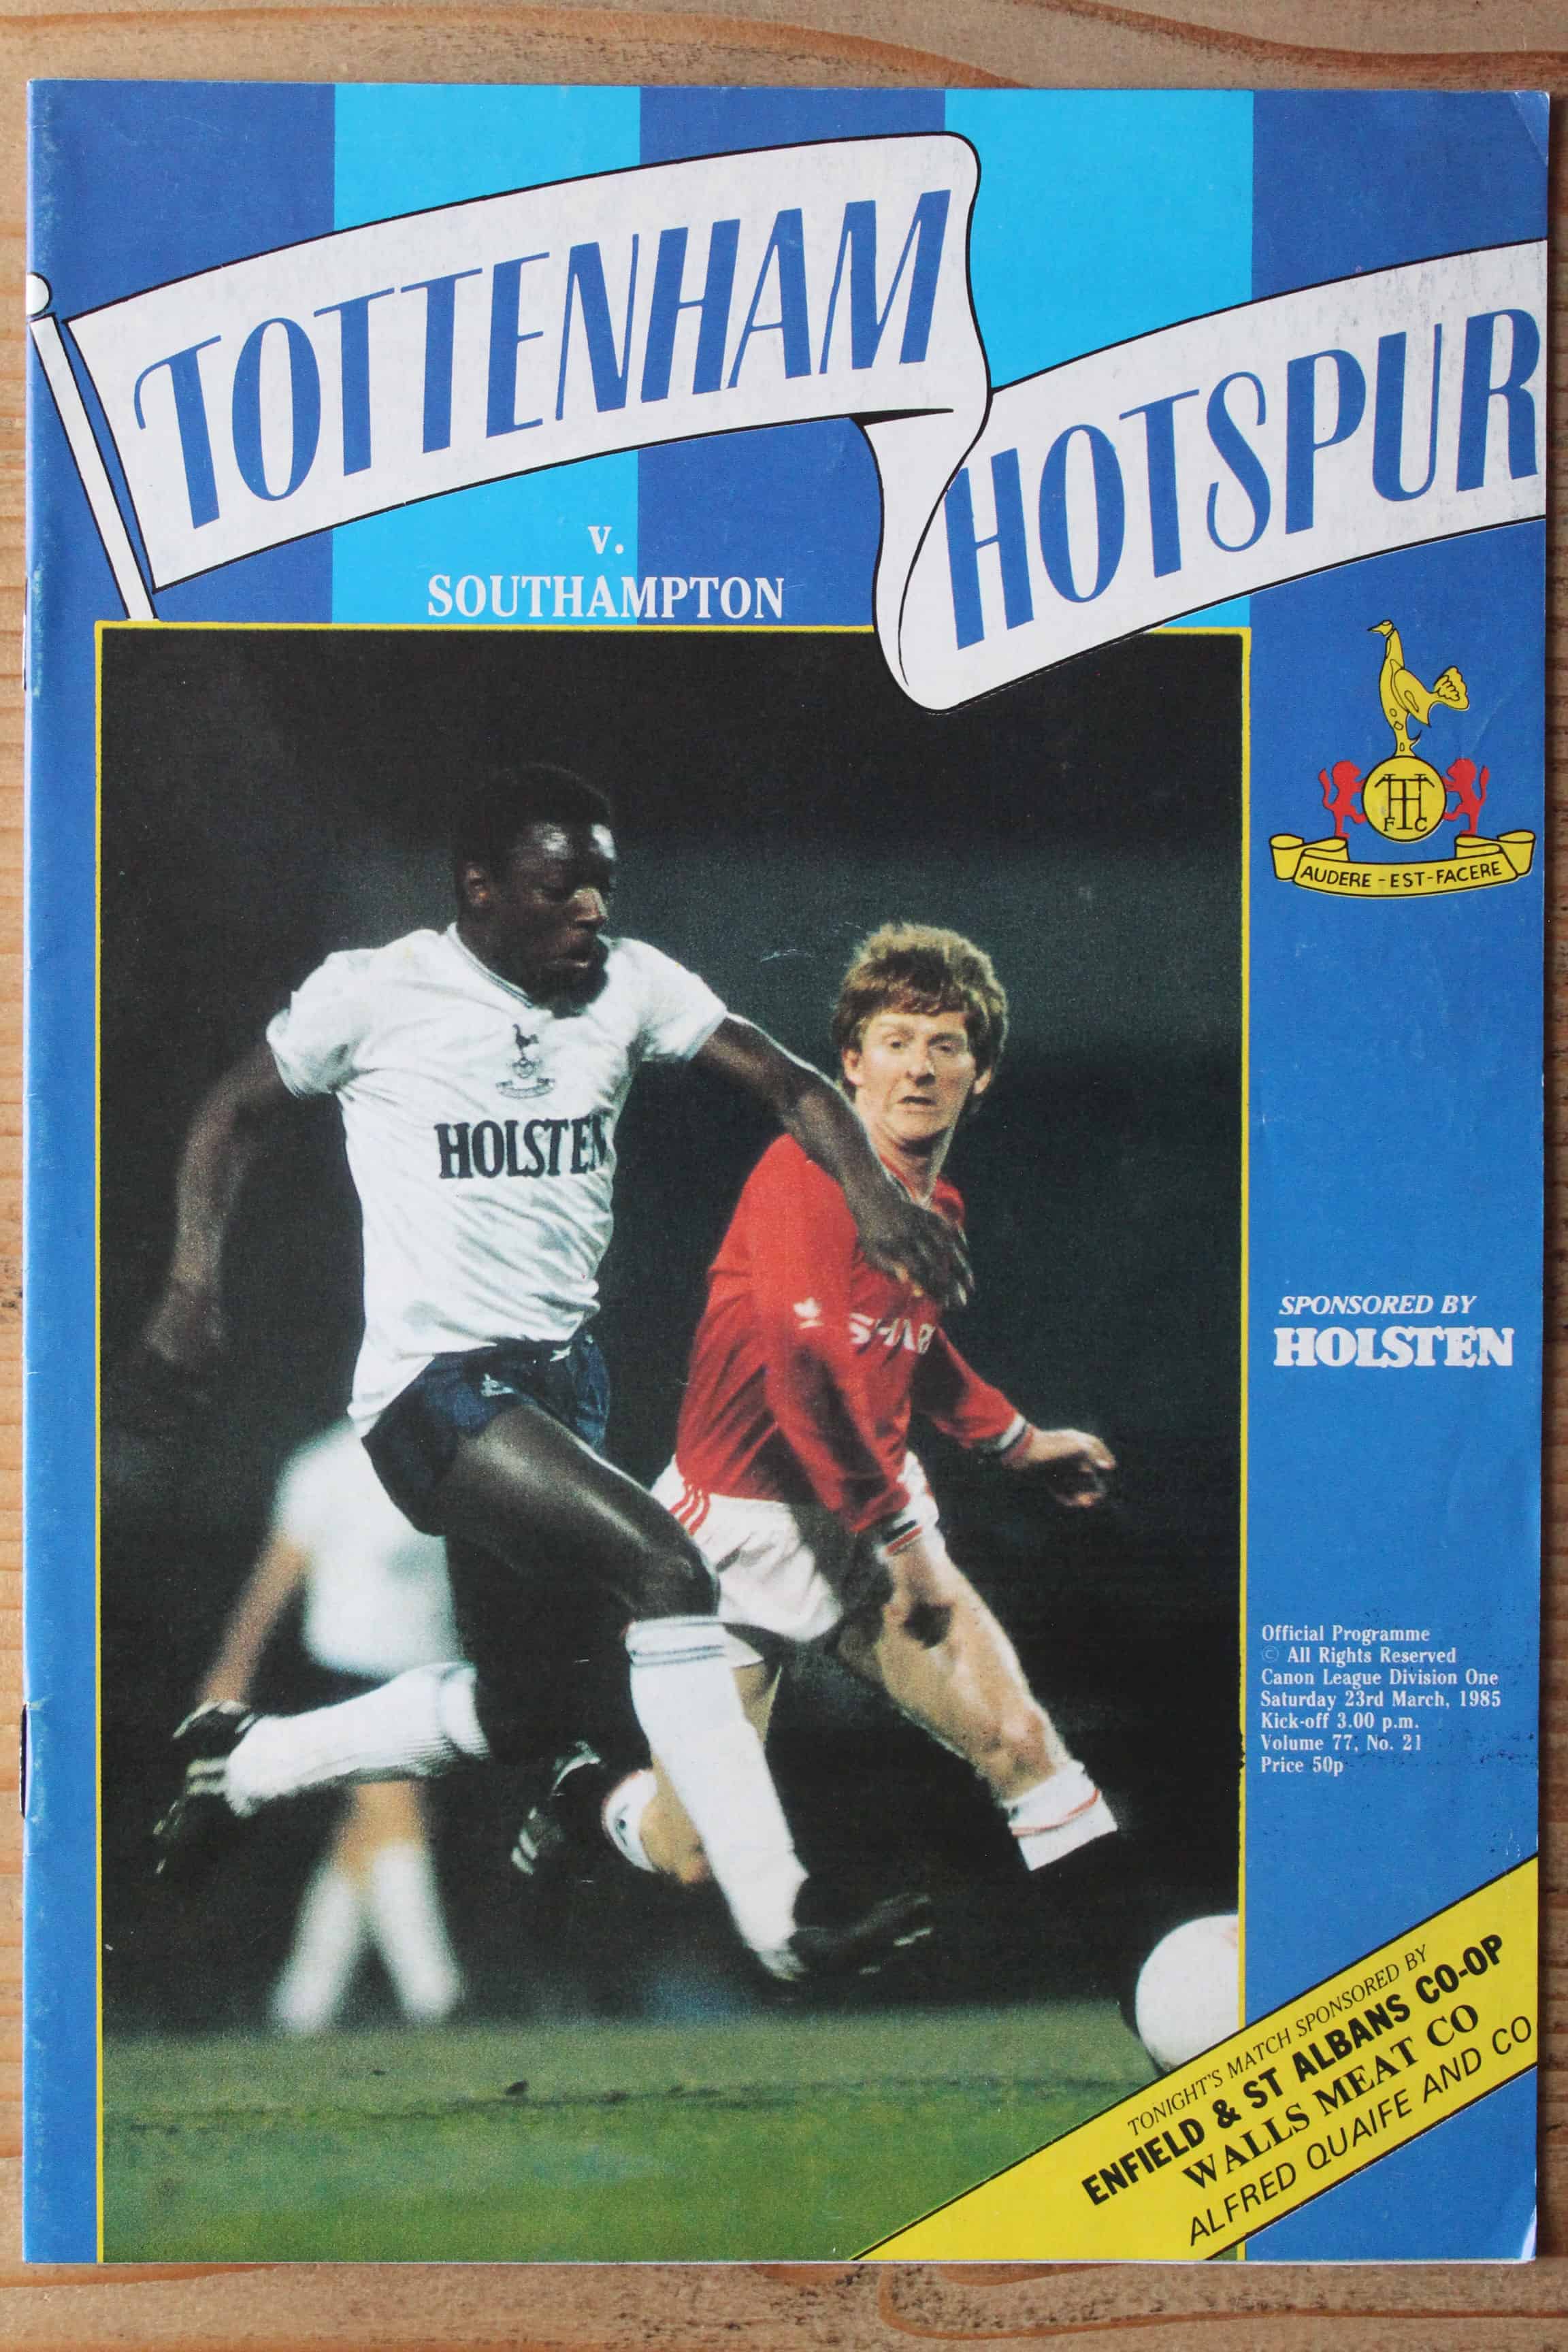 TOTTENHAM
HOTSPUR
v.
SOUTHAMPTON
THFC
AUDERE-EST-FACERE
HOLSTEN
SHARP
SPONSORED BY
HOLSTEN
Official Programme
© All Rights Reserved
Canon League Division One
Saturday 23rd March, 1985
Kick-off 3.00 p.m.
Volume 77, No. 21
Price 50p
TONIGHT'S MATCH SPONSORED BY
ENFIELD & ST ALBANS CO-OP
WALLS MEAT CO
ALFRED QUAIFE AND CO